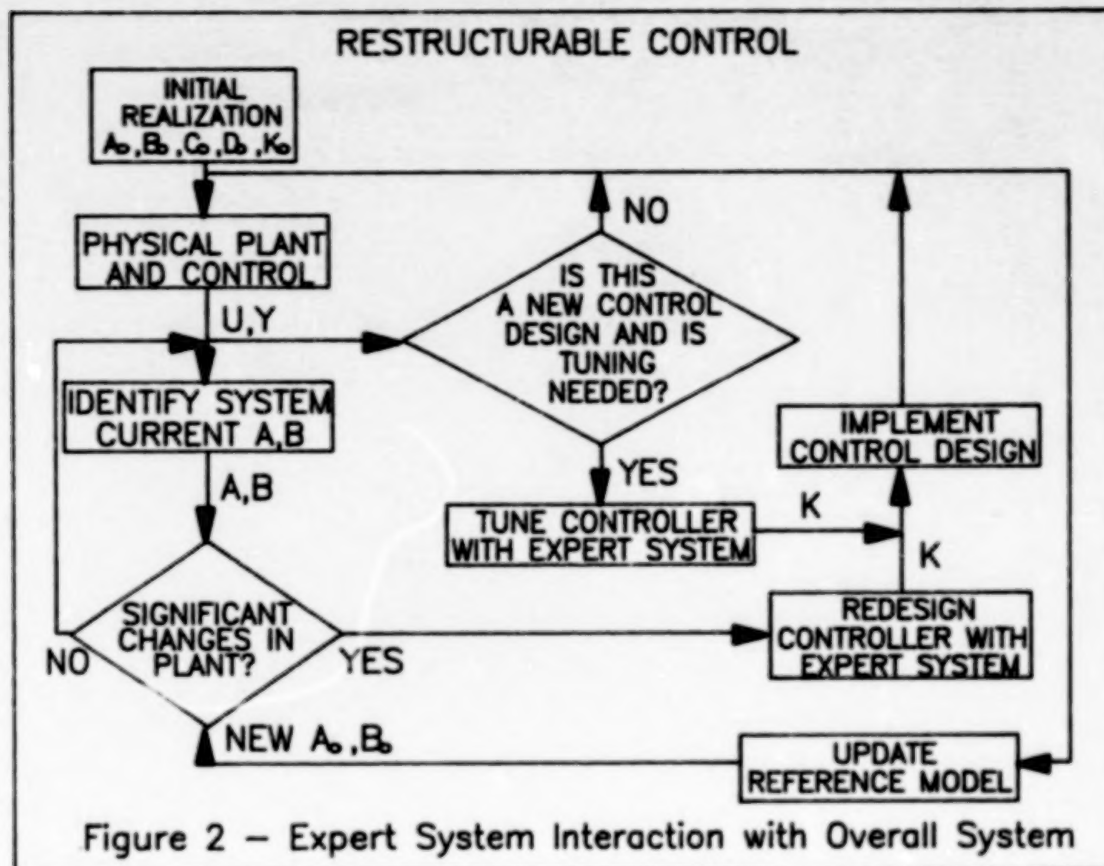 RESTRUCTURABLE CONTROL
INITIAL
REALIZATION
A₀,B₀,C₀,D₀,K₀
PHYSICAL PLANT
AND CONTROL
U,Y
IDENTIFY SYSTEM
CURRENT A,B
A,B
SIGNIFICANT
CHANGES IN
PLANT?
NO
YES
NEW A₀,B₀
NO
IS THIS
A NEW CONTROL
DESIGN AND IS
TUNING
NEEDED?
YES
TUNE CONTROLLER
WITH EXPERT SYSTEM
K
IMPLEMENT
CONTROL DESIGN
K
REDESIGN
CONTROLLER WITH
EXPERT SYSTEM
UPDATE
REFERENCE MODEL
Figure 2 – Expert System Interaction with Overall System